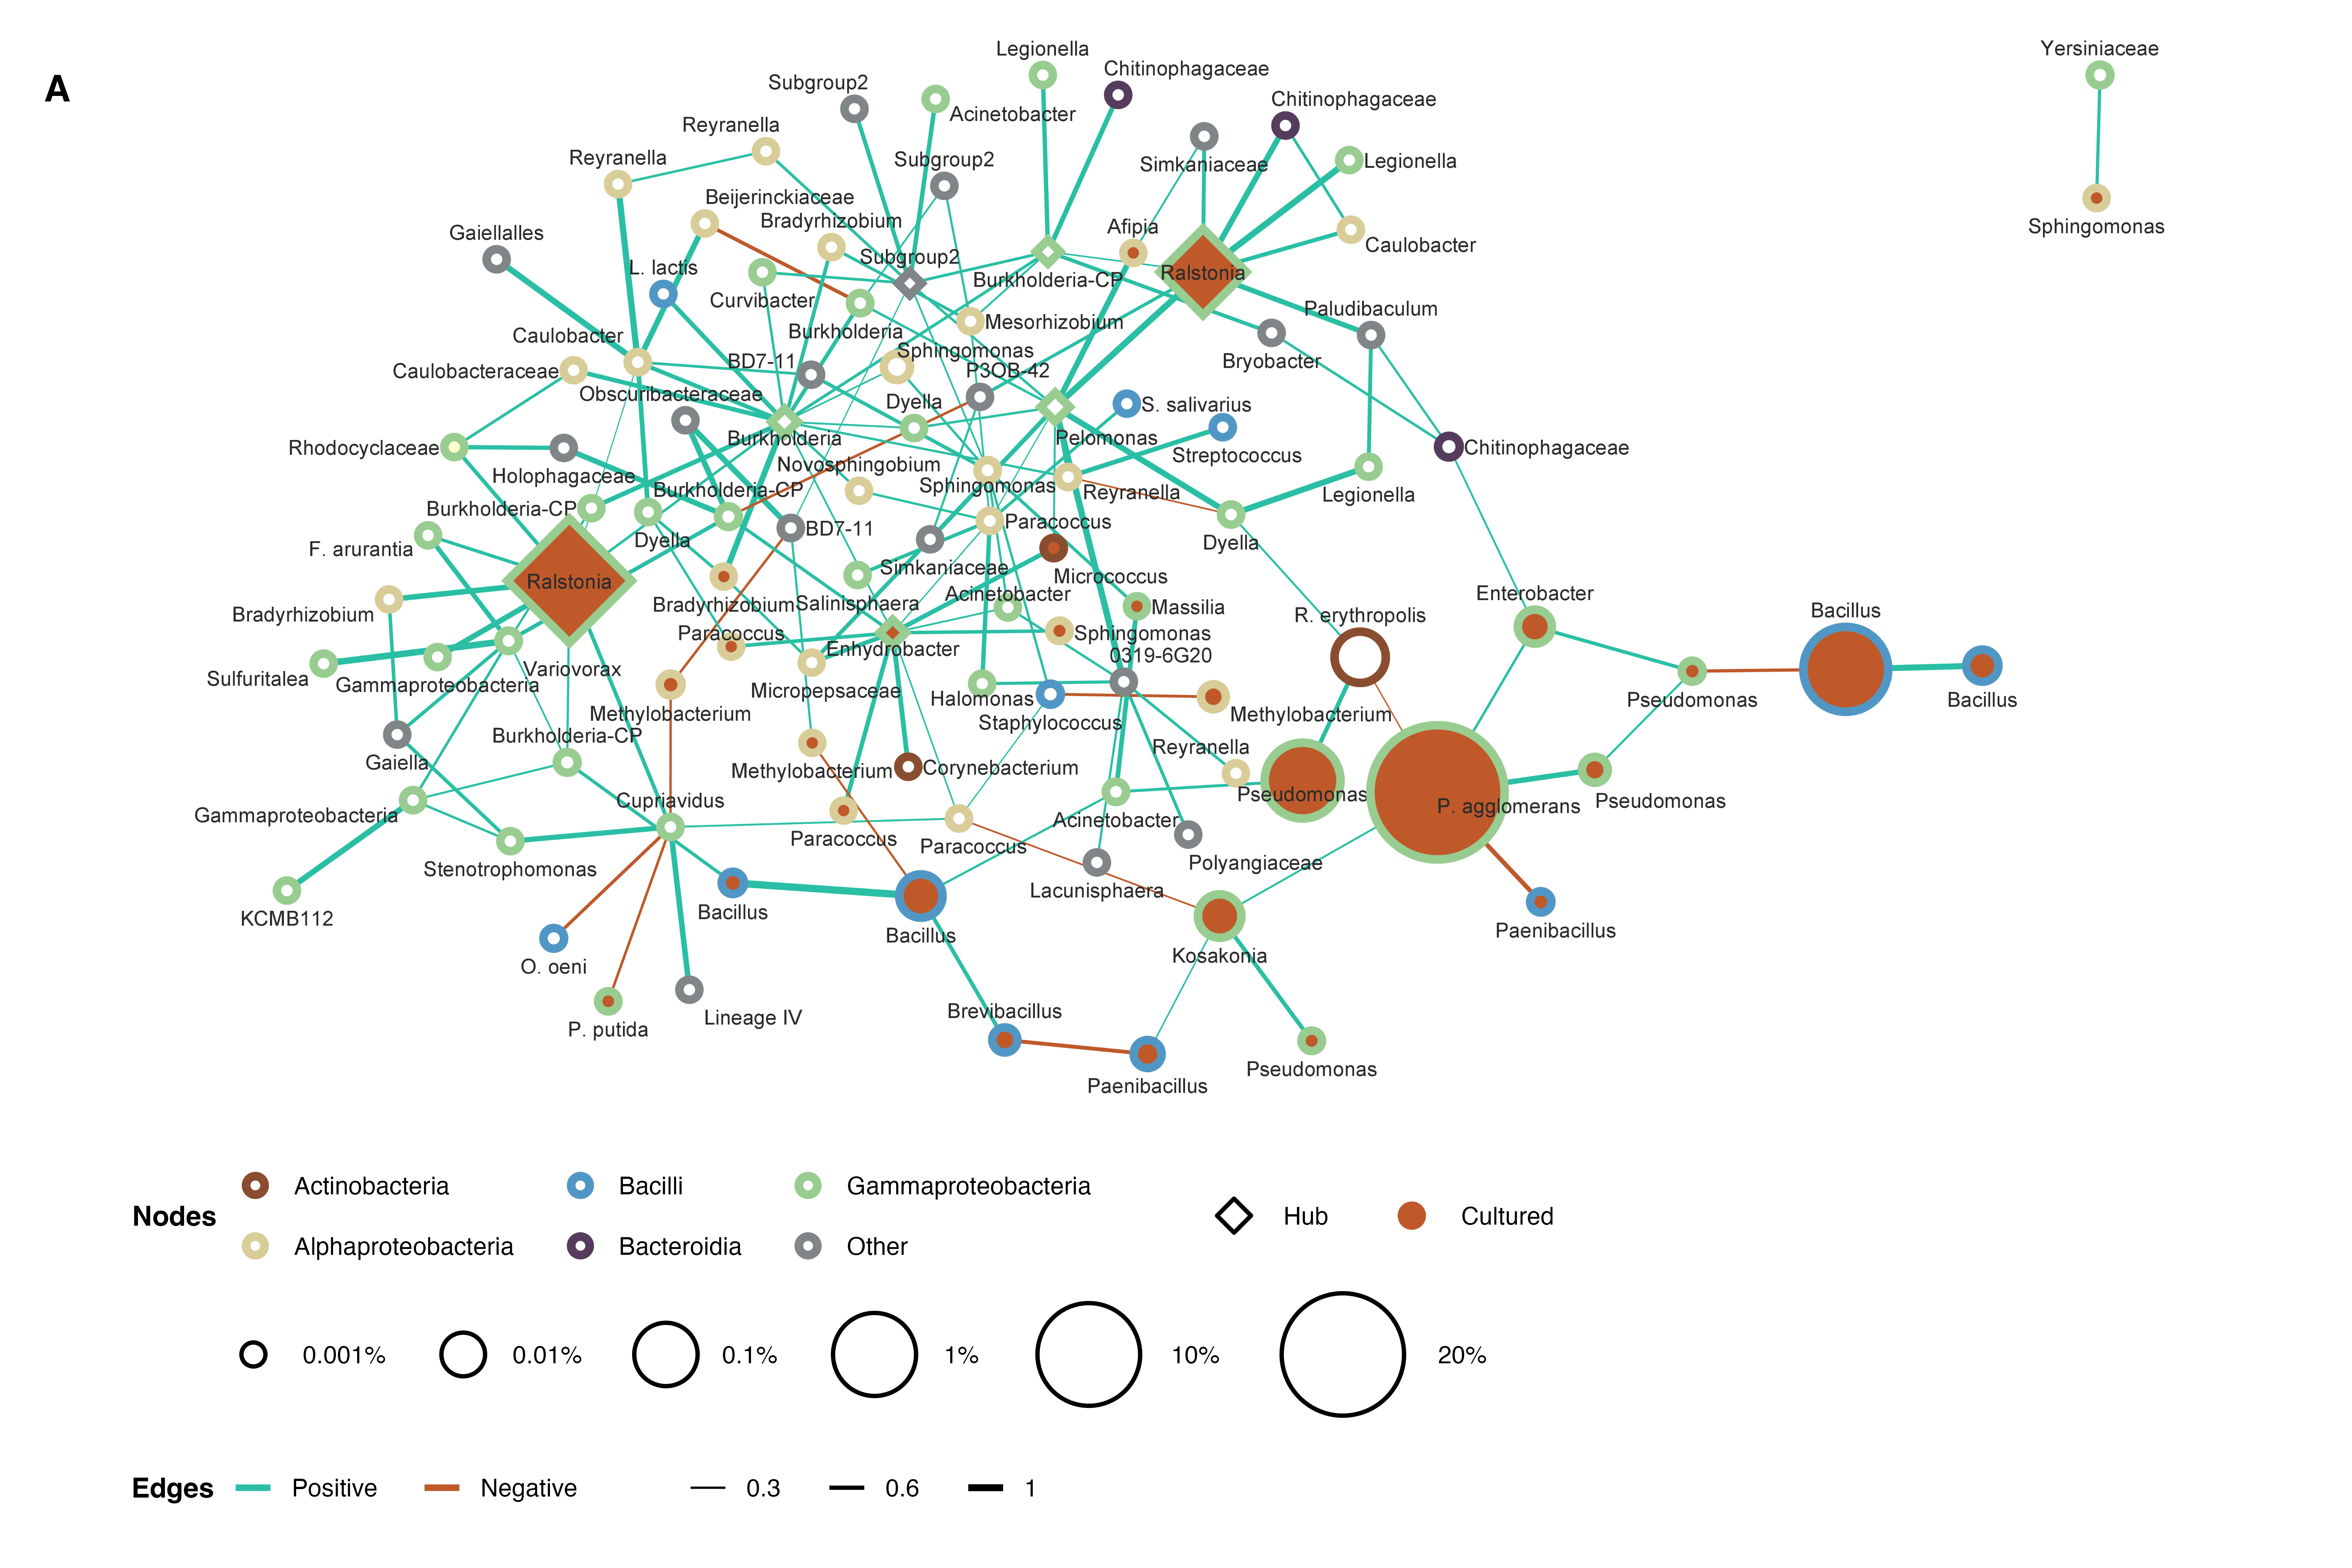 Legionella
Yersiniaceae
Chitinophagaceae
A
Subgroup2
Chitinophagaceae
Acinetobacter
Reyranella
Reyranella
Subgroup2
Simkaniaceae
Legionella
Beijerinckiaceae
Bradyrhizobium
Afipia
Sphingomonas
Gaiellalles
Caulobacter
Subgroup2
L. lactis
Burkholderia-CP
Ralstonia
Curvibacter
Paludibaculum
Mesorhizobium
Burkholderia
Caulobacter
Sphingomonas
BD7-11
Bryobacter
Caulobacteraceae
P3OB-42
Obscuribacteraceae
Dyella
S. salivarius
Burkholderia
Pelomonas
Rhodocyclaceae
Chitinophagaceae
Streptococcus
Novosphingobium
Holophagaceae
Sphingomonas
Burkholderia-CP
Reyranella
Legionella
Burkholderia-CP
Paracoccus
BD7-11
Dyella
Dyella
F. arurantia
Simkaniaceae
Micrococcus
Ralstonia
Acinetobacter
Enterobacter
Bradyrhizobium
Salinisphaera
Massilia
Bacillus
Bradyrhizobium
R. erythropolis
Paracoccus
Sphingomonas
Enhydrobacter
0319-6G20
Variovorax
Sulfuritalea
Gammaproteobacteria
Micropepsaceae
Halomonas
Pseudomonas
Bacillus
Methylobacterium
Staphylococcus
Methylobacterium
Burkholderia-CP
Reyranella
Gaiella
Methylobacterium
Corynebacterium
Pseudomonas
Cupriavidus
Pseudomonas
P. agglomerans
Gammaproteobacteria
Acinetobacter
Paracoccus
Paracoccus
Polyangiaceae
Stenotrophomonas
Lacunisphaera
Bacillus
KCMB112
Paenibacillus
Bacillus
Kosakonia
O. oeni
Brevibacillus
Lineage IV
P. putida
Pseudomonas
Paenibacillus
Nodes
Actinobacteria
Bacilli
Gammaproteobacteria
Hub
Cultured
Alphaproteobacteria
Bacteroidia
Other
0.001%
0.01%
0.1%
1%
10%
20%
Edges
Positive
Negative
0.3
0.6
1